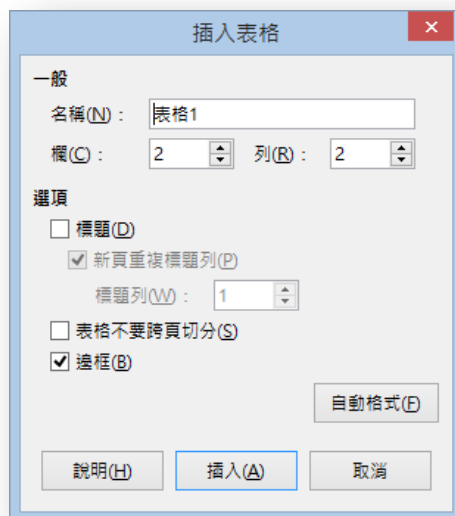 插入表格
一般
名稱(N)： 表格1
欄(C)： 2 列(R)： 2
選項
標題(D)
新頁重複標題列(P)
標題列(W)： 1
表格不要跨頁切分(S)
邊框(B)
自動格式(F)
說明(H) 插入(A) 取消